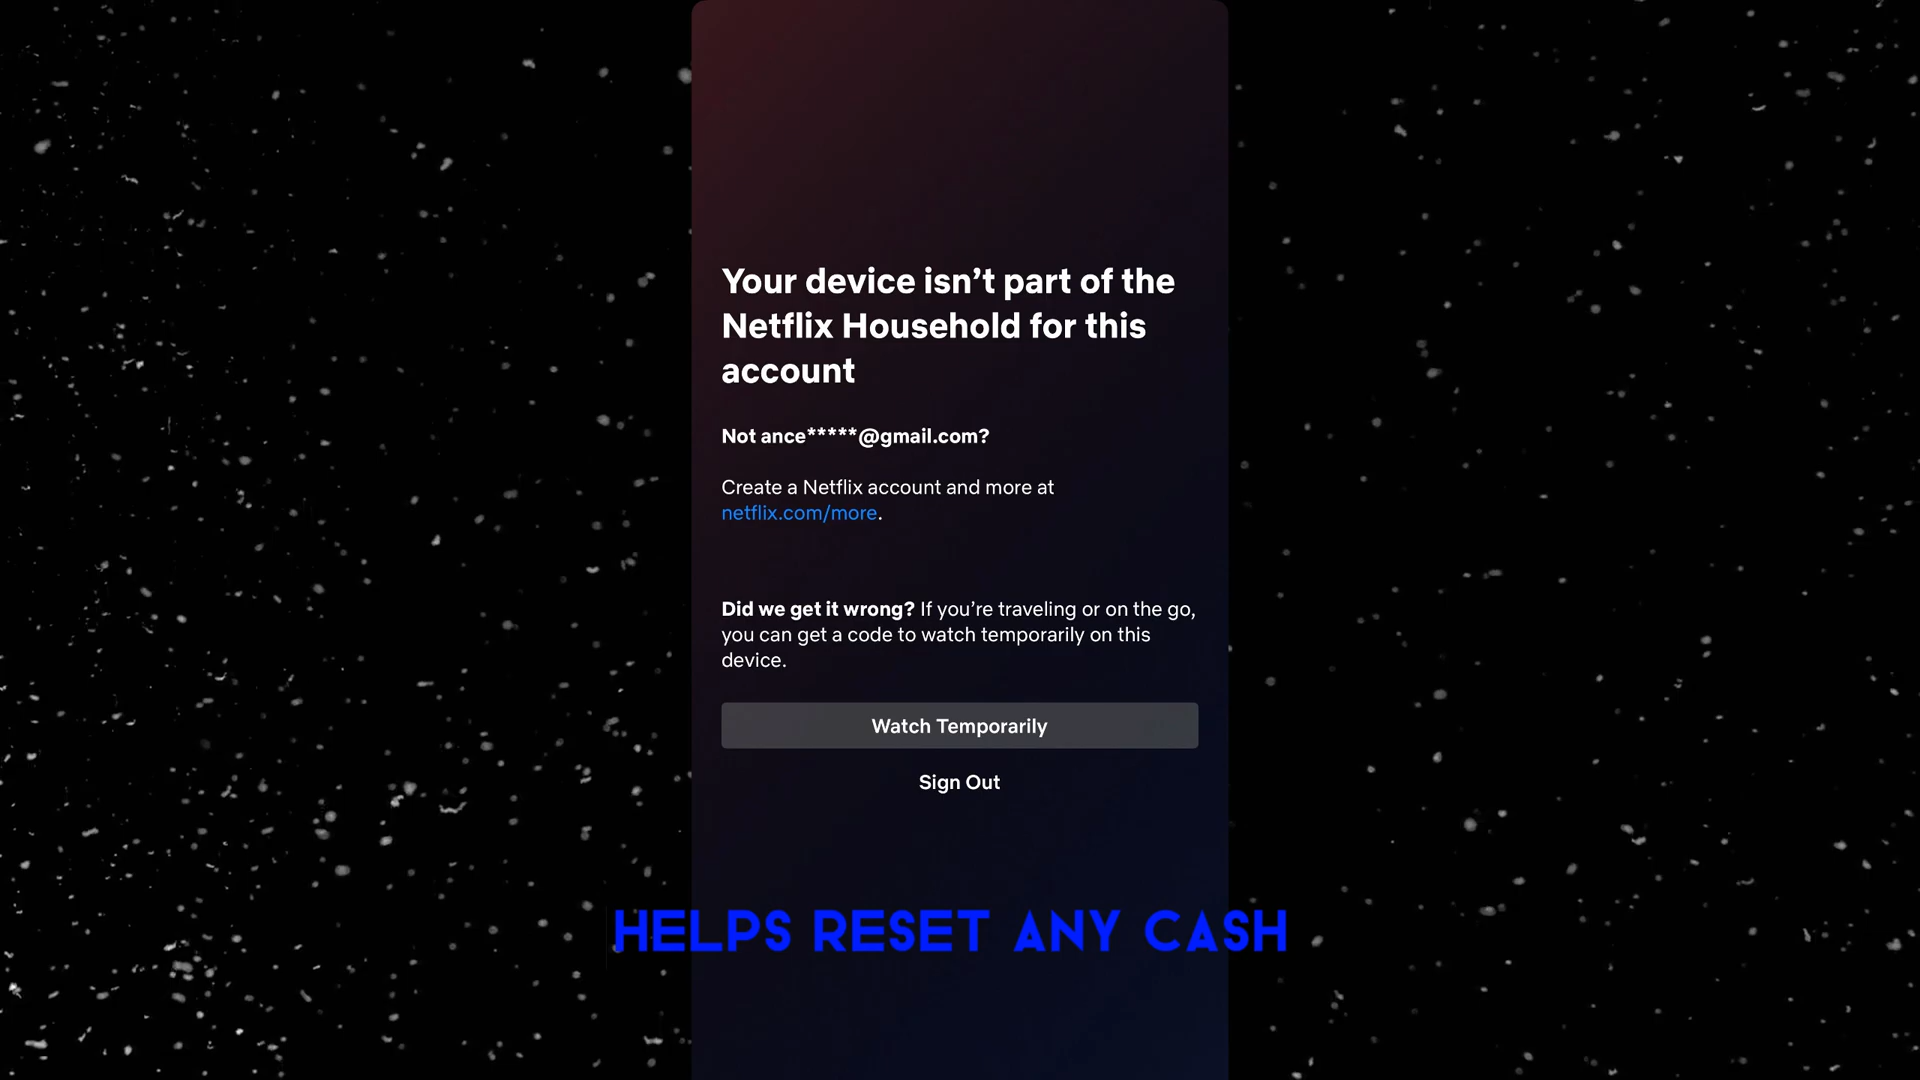 Your device isn’t part of the
Netflix Household for this
account
Not ance*****@gmail.com?
Create a Netflix account and more at
netflix.com/more.
Did we get it wrong? If you’re traveling or on the go,
you can get a code to watch temporarily on this
device.
Watch Temporarily
Sign Out
HELPS RESET ANY CASH